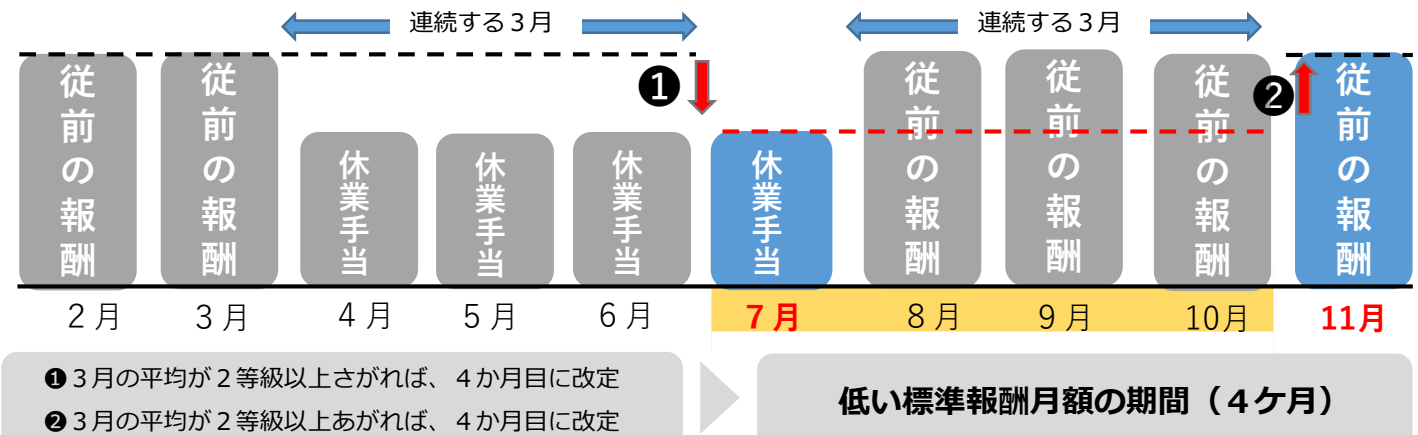 連続する３月
連続する３月
❶
❷
従前の報酬
従前の報酬
休業手当
休業手当
休業手当
休業手当
従前の報酬
従前の報酬
従前の報酬
従前の報酬
２月
３月
４月
５月
６月
７月
８月
９月
10月
11月
❶３月の平均が２等級以上さがれば、４か月目に改定
❷３月の平均が２等級以上あがれば、４か月目に改定
低い標準報酬月額の期間（４ケ月）